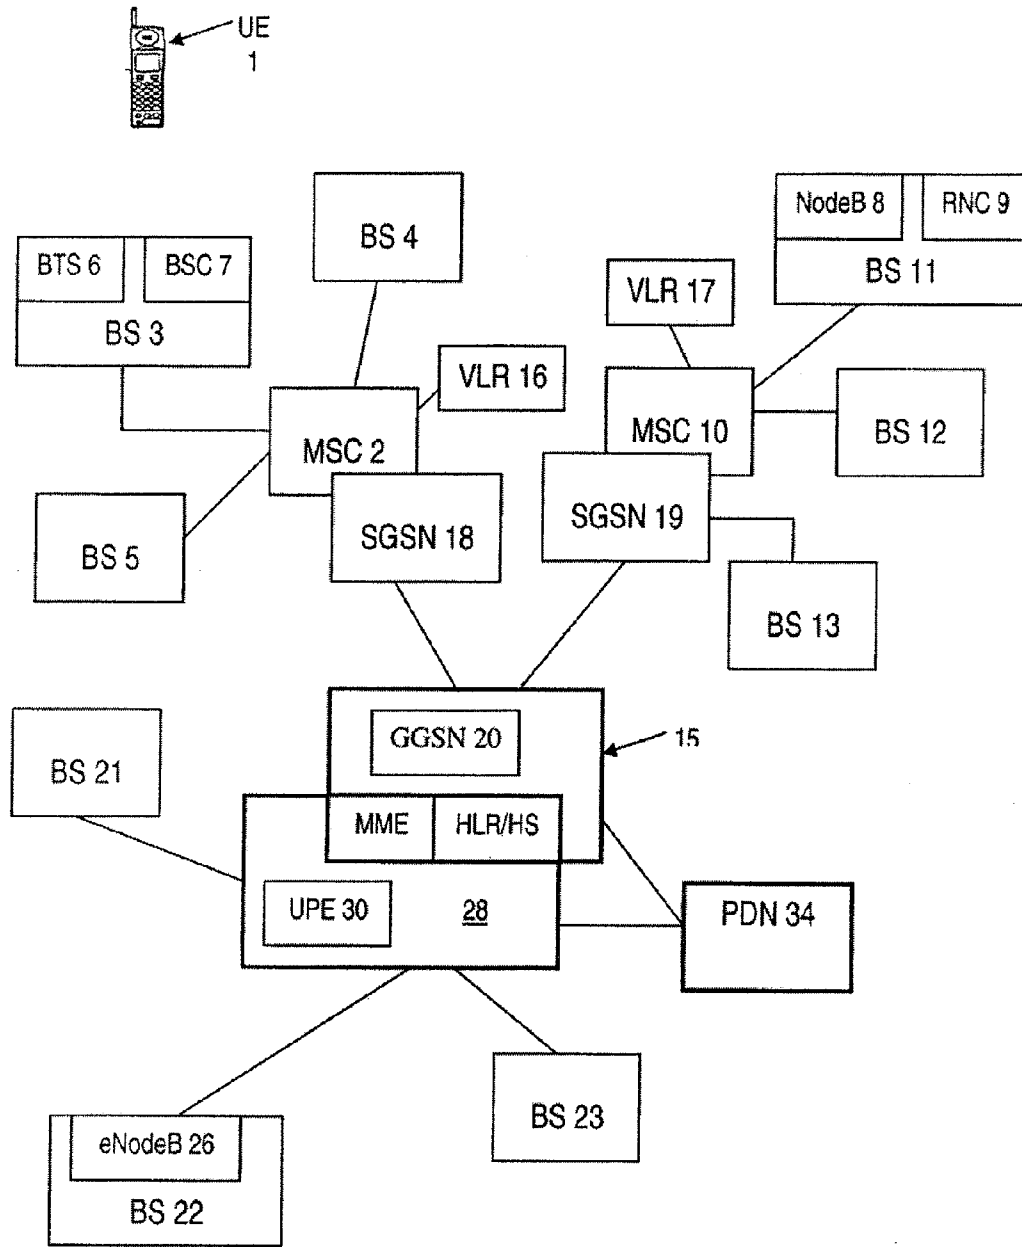 UE
1
BS 4
NodeB 8
RNC 9
BS 11
BTS 6
BSC 7
BS 3
VLR 17
VLR 16
MSC 2
MSC 10
BS 12
SGSN 18
SGSN 19
BS 5
BS 13
GGSN 20
15
BS 21
MME
HLR/HS
UPE 30
28
PDN 34
BS 23
eNodeB 26
BS 22